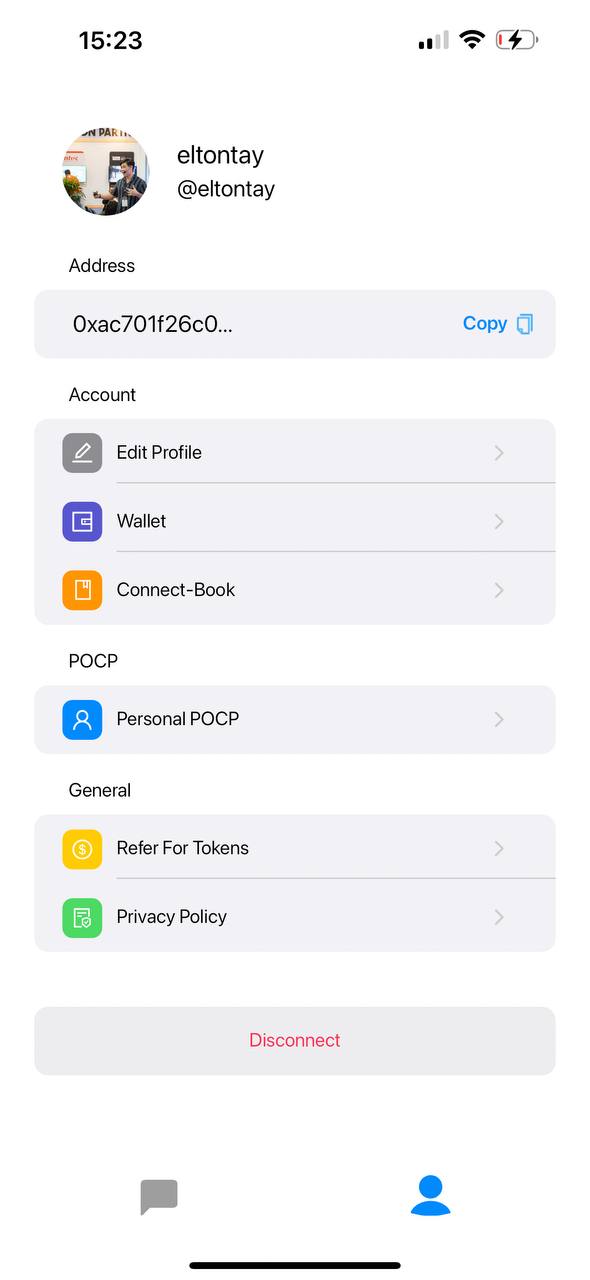 15:23
eltontay
@eltontay
Address
0xac701f26c0...
Copy
Account
Edit Profile
Wallet
Connect-Book
POCP
Personal POCP
General
Refer For Tokens
Privacy Policy
Disconnect